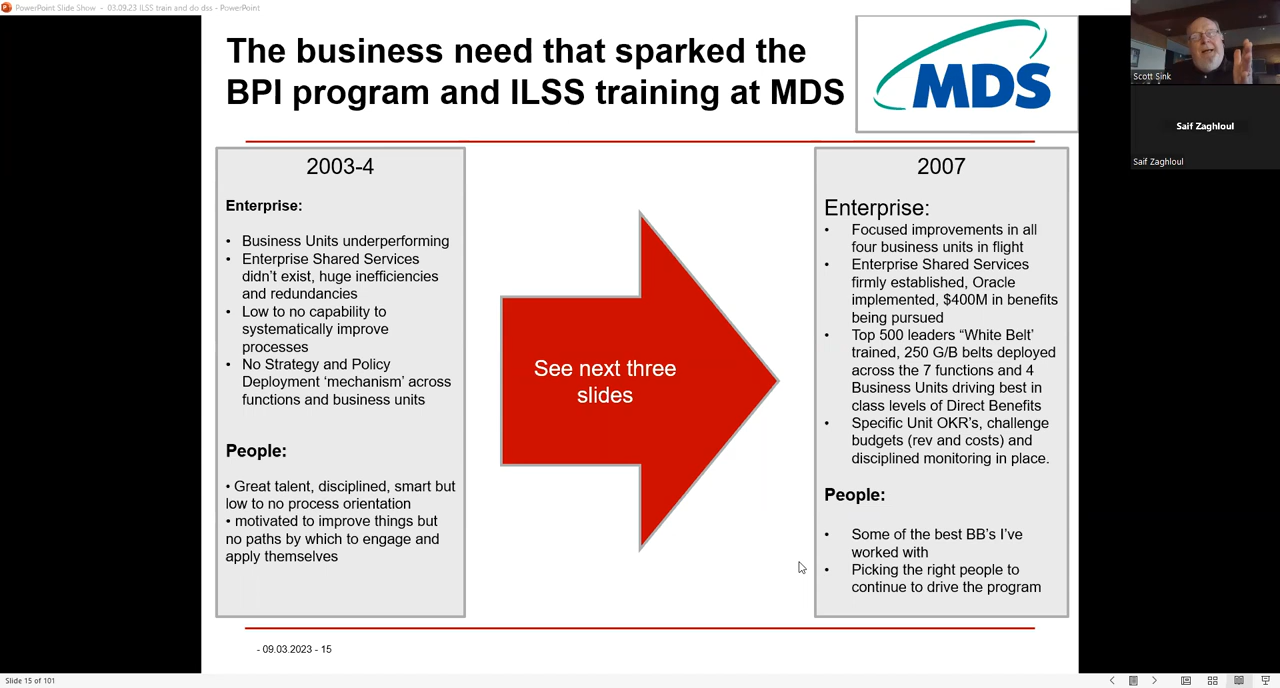 PowerPoint Slide Show - 03.09.23 ILSS train and do dss - PowerPoint
The business need that sparked the
BPI program and ILSS training at MDS
MDS
Scott Sink
Saif Zaghloul
Saif Zaghloul
2003-4
Enterprise:
• Business Units underperforming
• Enterprise Shared Services
didn't exist, huge inefficiencies
and redundancies
• Low to no capability to
systematically improve
processes
• No Strategy and Policy
Deployment 'mechanism' across
functions and business units
People:
• Great talent, disciplined, smart but
low to no process orientation
• motivated to improve things but
no paths by which to engage and
apply themselves
See next three
slides
2007
Enterprise:
• Focused improvements in all
four business units in flight
• Enterprise Shared Services
firmly established, Oracle
implemented, $400M in benefits
being pursued
• Top 500 leaders “White Belt’
trained, 250 G/B belts deployed
across the 7 functions and 4
Business Units driving best in
class levels of Direct Benefits
• Specific Unit OKR's, challenge
budgets (rev and costs) and
disciplined monitoring in place.
People:
• Some of the best BB's I've
worked with
• Picking the right people to
continue to drive the program
- 09.03.2023 - 15
Slide 15 of 101